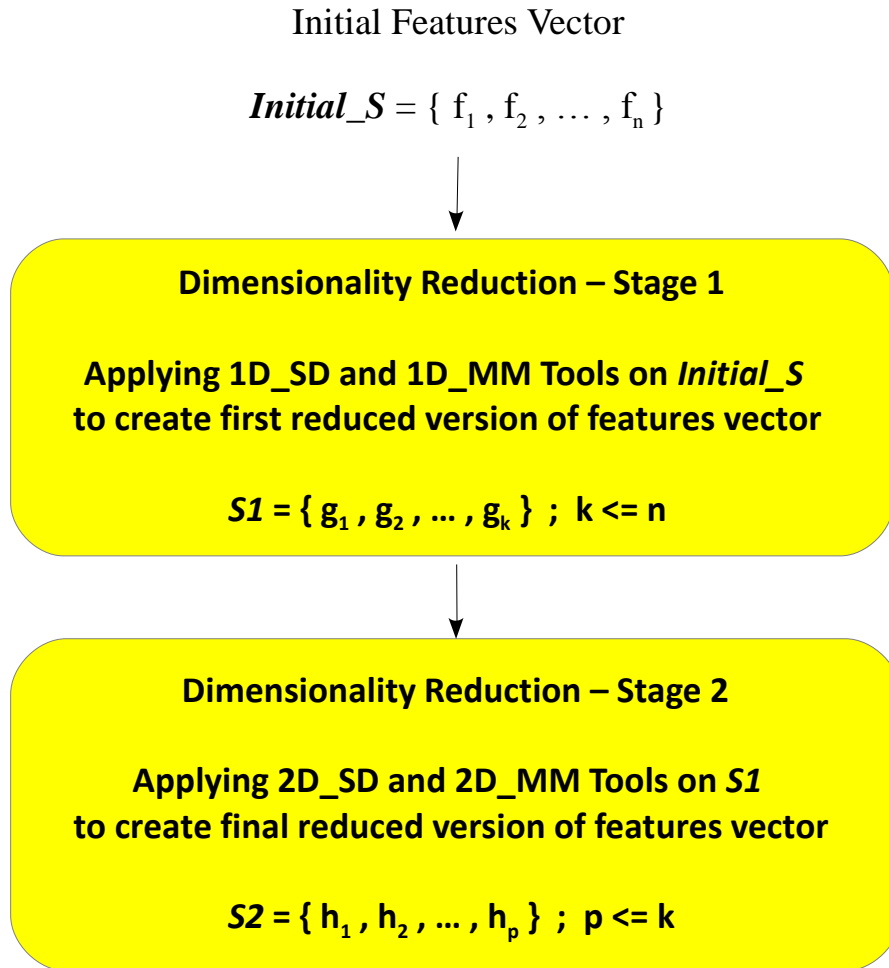 Initial Features Vector
Initial_S = { f₁ , f₂ , … , fₙ }
Dimensionality Reduction – Stage 1
Applying 1D_SD and 1D_MM Tools on Initial_S
to create first reduced version of features vector
S1 = { g₁ , g₂ , … , gₖ } ; k <= n
Dimensionality Reduction – Stage 2
Applying 2D_SD and 2D_MM Tools on S1
to create final reduced version of features vector
S2 = { h₁ , h₂ , … , hₚ } ; p <= k